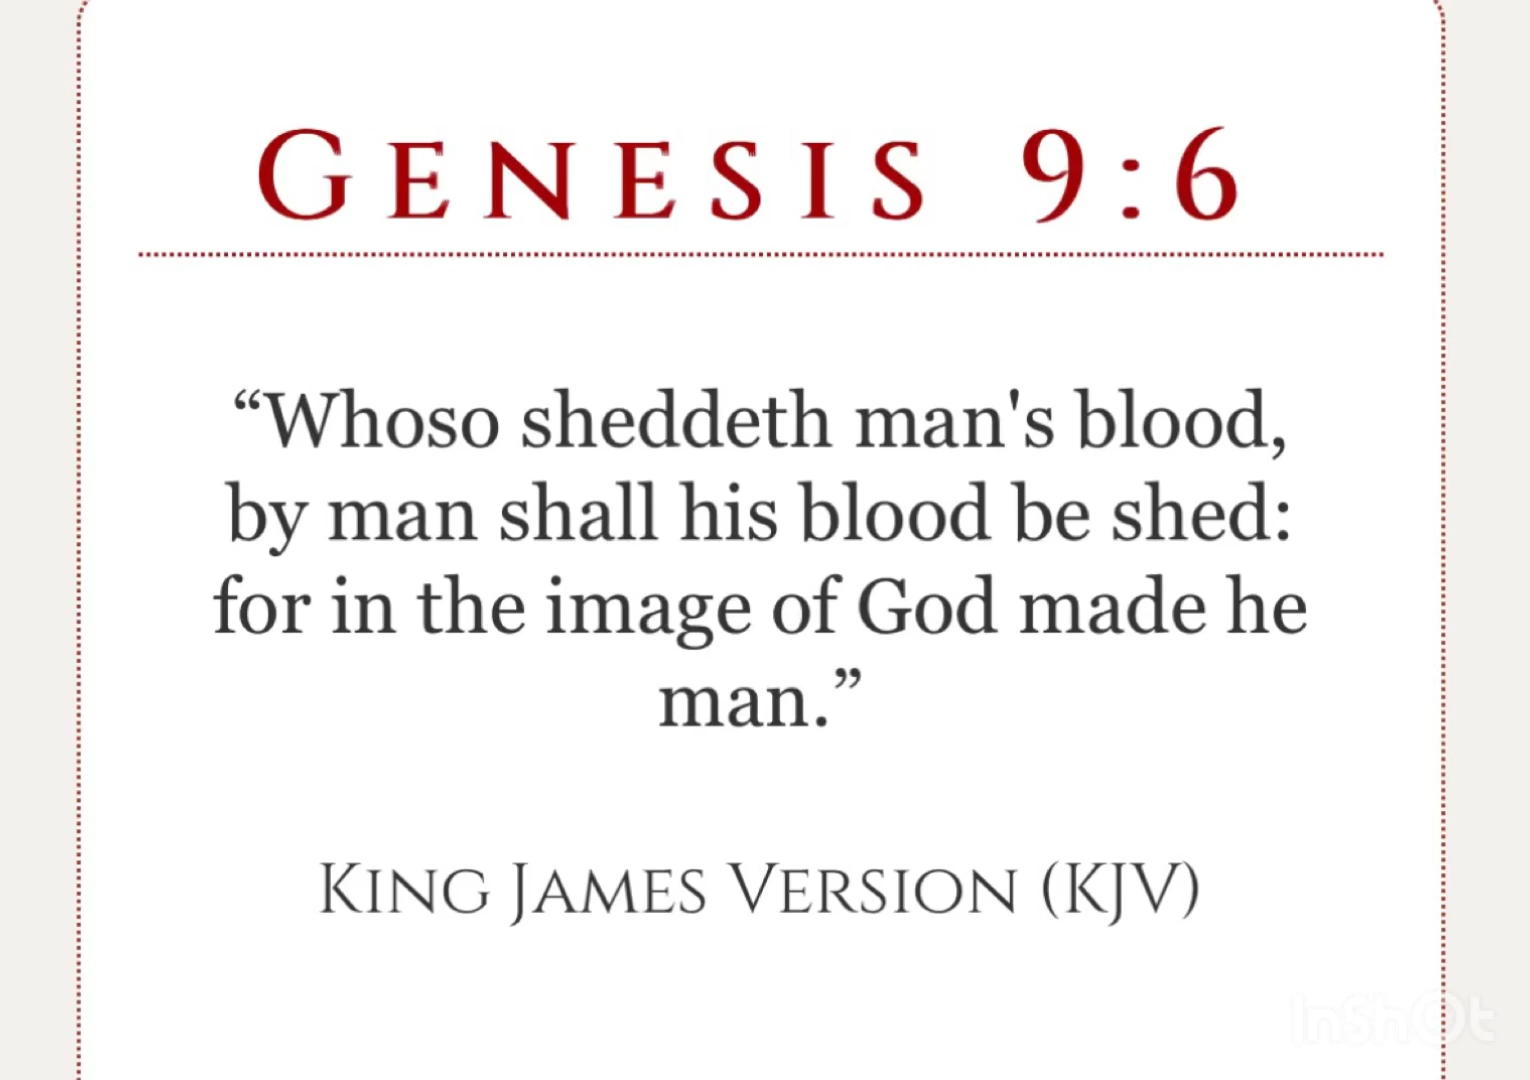 Genesis 9:6
“Whoso sheddeth man's blood,
by man shall his blood be shed:
for in the image of God made he
man.”
King James Version (KJV)
InShOt